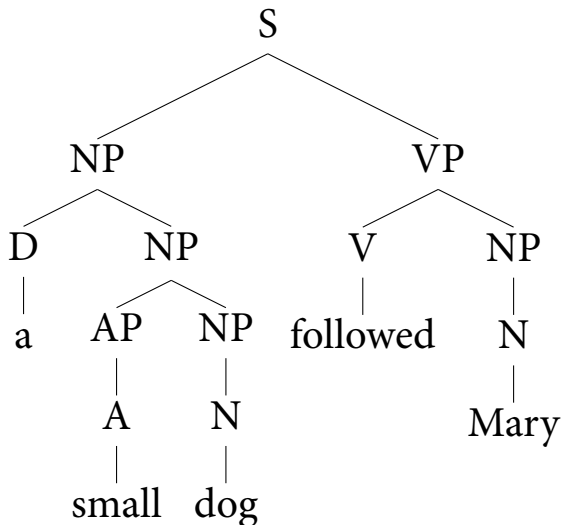 S
NP VP
D NP V NP
a AP NP followed N
A N Mary
small dog